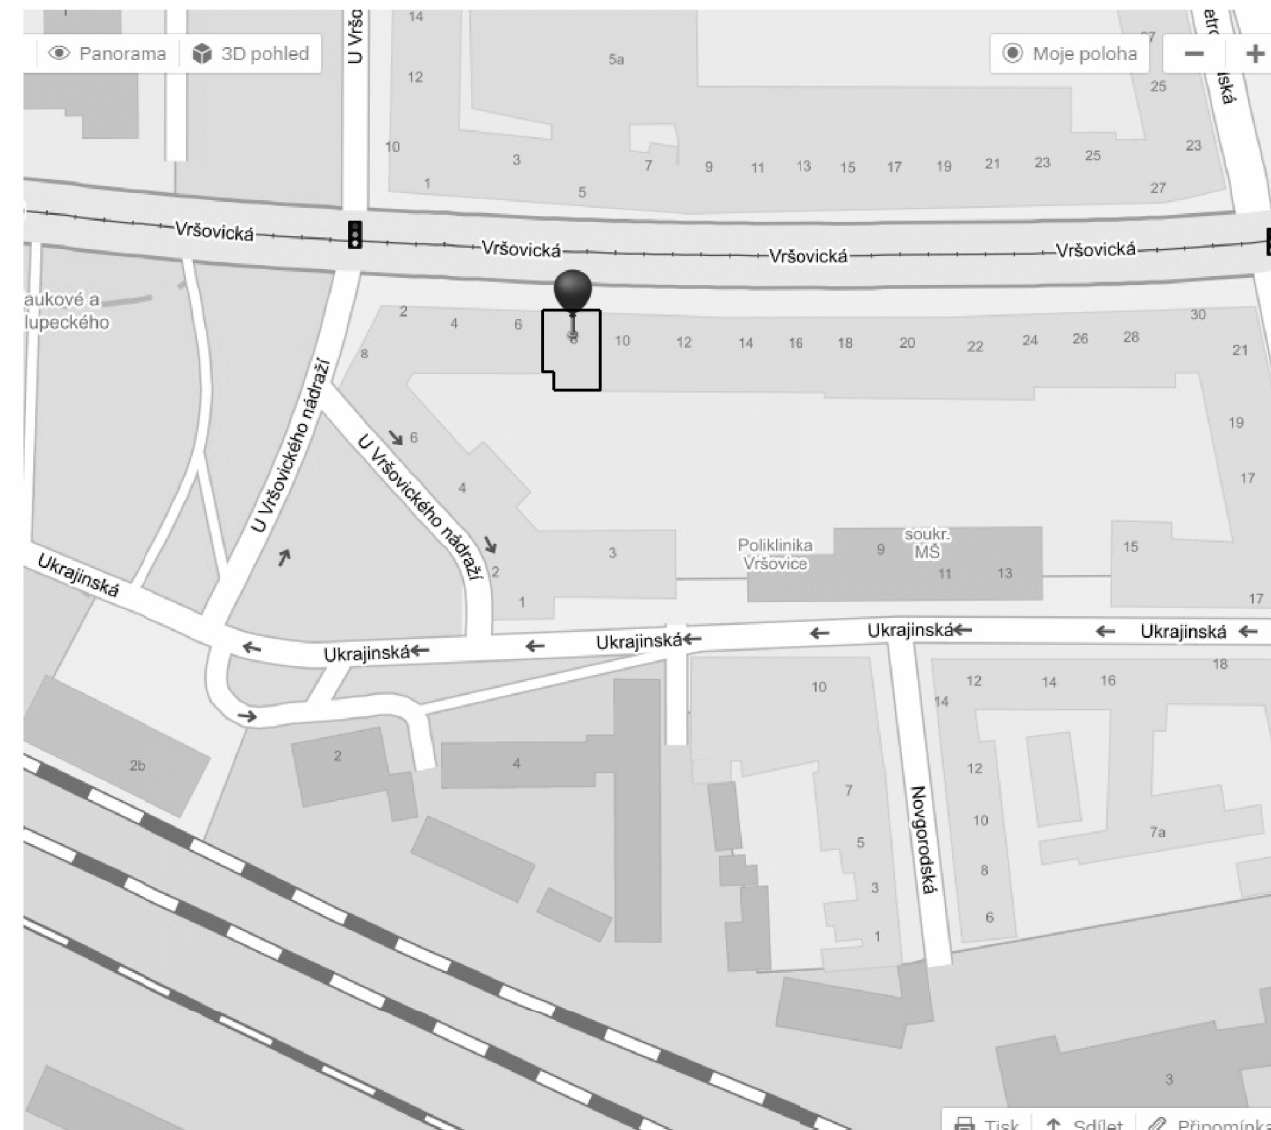 14
U Vršo
5a
27
Panorama
3D pohled
Moje poloha
12
25
10
3
7
9
11
13
15
17
19
21
23
25
23
1
5
27
Vršovická
Vršovická
Vršovická
Vršovická
aukové a
lupeckého
2
4
6
8
10
12
14
16
18
20
22
24
26
28
30
21
8
U Vršovického nádraží
6
19
U Vršovického nádraží
4
17
Poliklinika
Vršovice
soukr.
MŠ
3
9
11
13
15
Ukrajinská
2
1
17
Ukrajinská
Ukrajinská
Ukrajinská
Ukrajinská
10
12
14
14
16
18
2b
2
4
12
7
Novgorodská
10
7a
5
8
3
6
1
3
Tisk
Sdílet
Připomínka